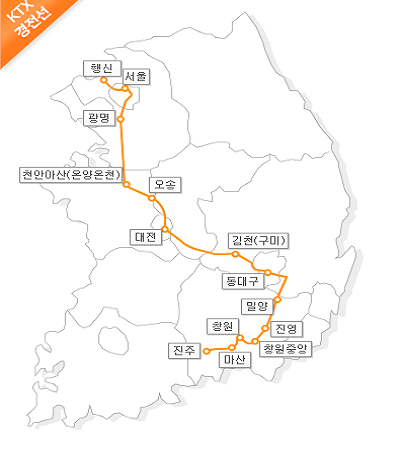 KTX
경전선
행신
서울
광명
천안아산(온양온천)
오송
대전
김천(구미)
동대구
밀양
창원
진영
진주
마산
창원중앙